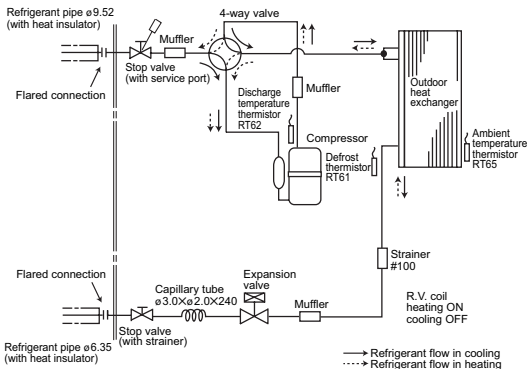 Refrigerant pipe ø9.52
(with heat insulator)
Muffler
4-way valve
Stop valve
(with service port)
Flared connection
Muffler
Outdoor
heat
exchanger
Discharge
temperature
thermistor
RT62
Compressor
Defrost
thermistor
RT61
Ambient
temperature
thermistor
RT65
Strainer
#100
Flared connection
Capillary tube
ø3.0×ø2.0×240
Expansion
valve
Muffler
R.V. coil
heating ON
cooling OFF
Stop valve
(with strainer)
Refrigerant pipe ø6.35
(with heat insulator)
Refrigerant flow in cooling
Refrigerant flow in heating